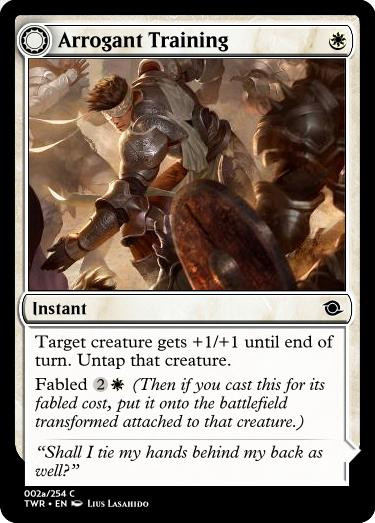 Arrogant Training
Instant
Target creature gets +1/+1 until end of
turn. Untap that creature.
Fabled 2 (Then if you cast this for its
fabled cost, put it onto the battlefield
transformed attached to that creature.)
“Shall I tie my hands behind my back as
well?”
002a/254 C
TWR • EN Lius Lasahido